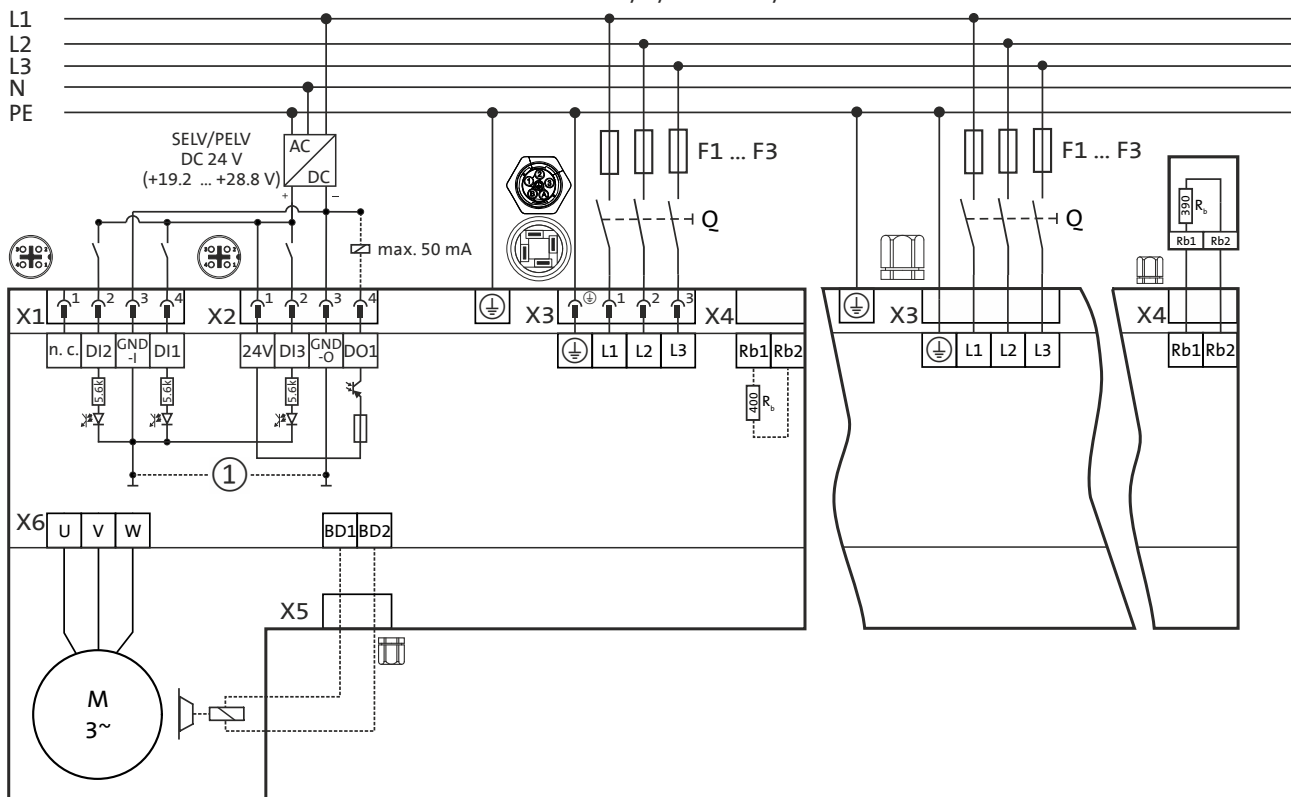 L1
L2
L3
N
PE
SELV/PELV
DC 24 V
(+19.2 ... +28.8 V)
AC
DC
+
−
max. 50 mA
F1 ... F3
Q
F1 ... F3
Q
390
Rb
Rb1 Rb2
X1 1 2 3 4
X2 1 2 3 4
X3 1 2 3
X4
X3
X4
n. c. DI2 GND-I DI1
24V DI3 GND-O DO1
L1 L2 L3
Rb1 Rb2
L1 L2 L3
Rb1 Rb2
5.6k
5.6k
5.6k
400
Rb
1
X6 U V W
BD1 BD2
X5
M
3~